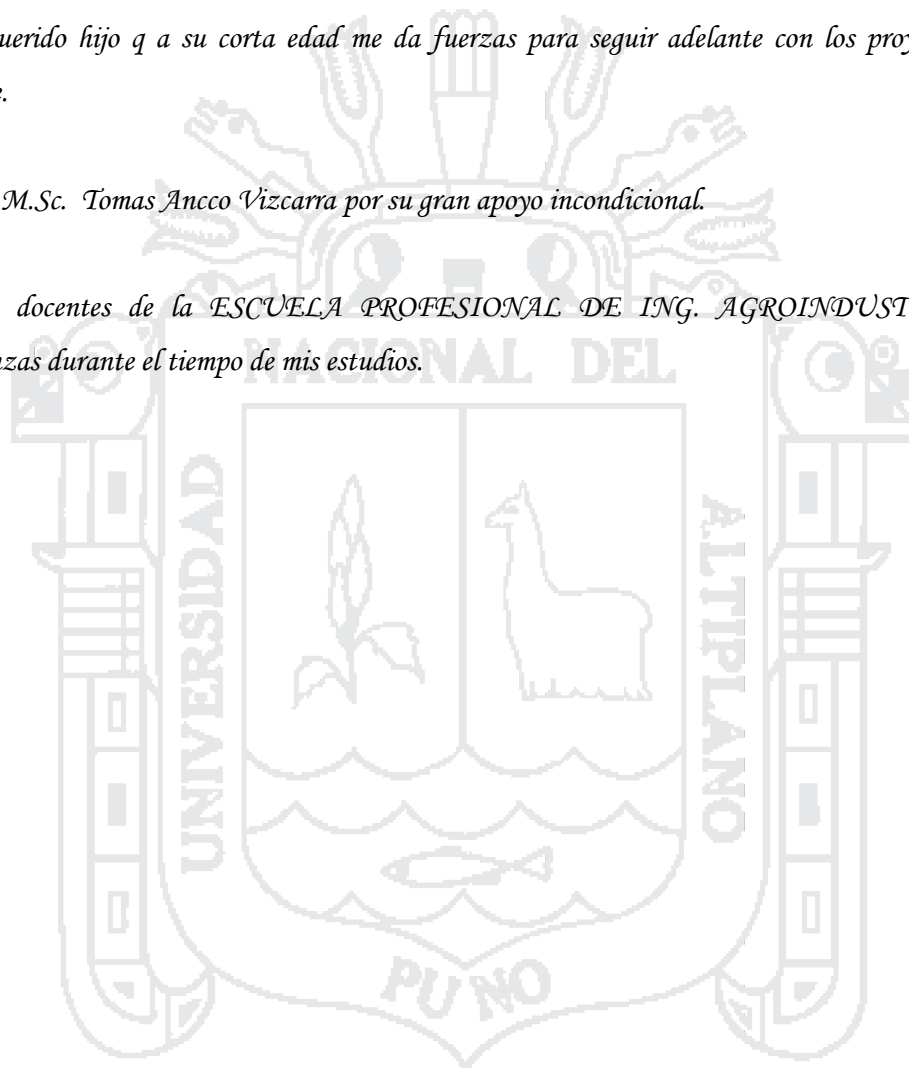 uerido hijo q a su corta edad me da fuerzas para seguir adelante con los proy
e.
M.Sc. Tomas Ancco Vizcarra por su gran apoyo incondicional.
docentes de la ESCUELA PROFESIONAL DE ING. AGROINDUST
nzas durante el tiempo de mis estudios.
NACIONAL DEL
UNIVERSIDAD
ALTIPLANO
PUNO